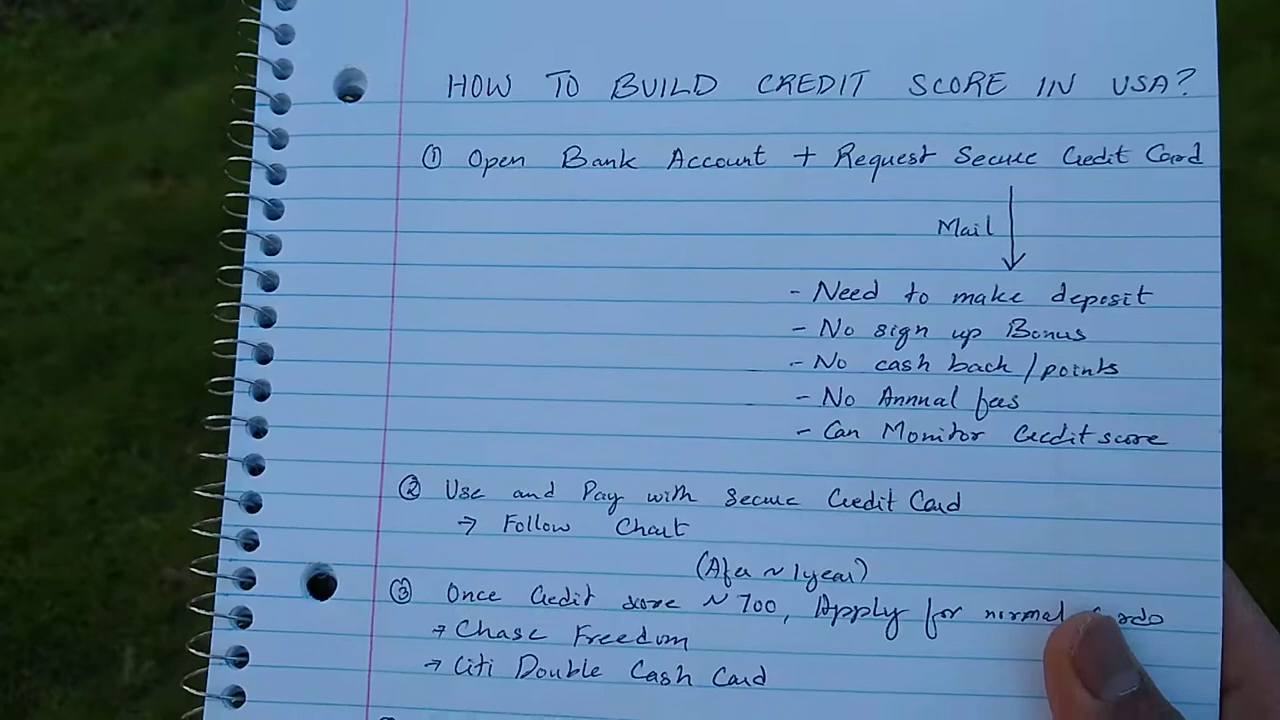 HOW TO BUILD CREDIT SCORE IN USA?
① Open Bank Account + Request Secure Credit Card
Mail
- Need to make deposit
- No sign up Bonus
- No cash back/points
- No Annual fees
- Can Monitor Credit score
② Use and Pay with Secure Credit Card
→ Follow Chart
(After ~ 1 year)
③ Once Credit score ~ 700, Apply for normal
→ Chase Freedom
→ Citi Double Cash Card